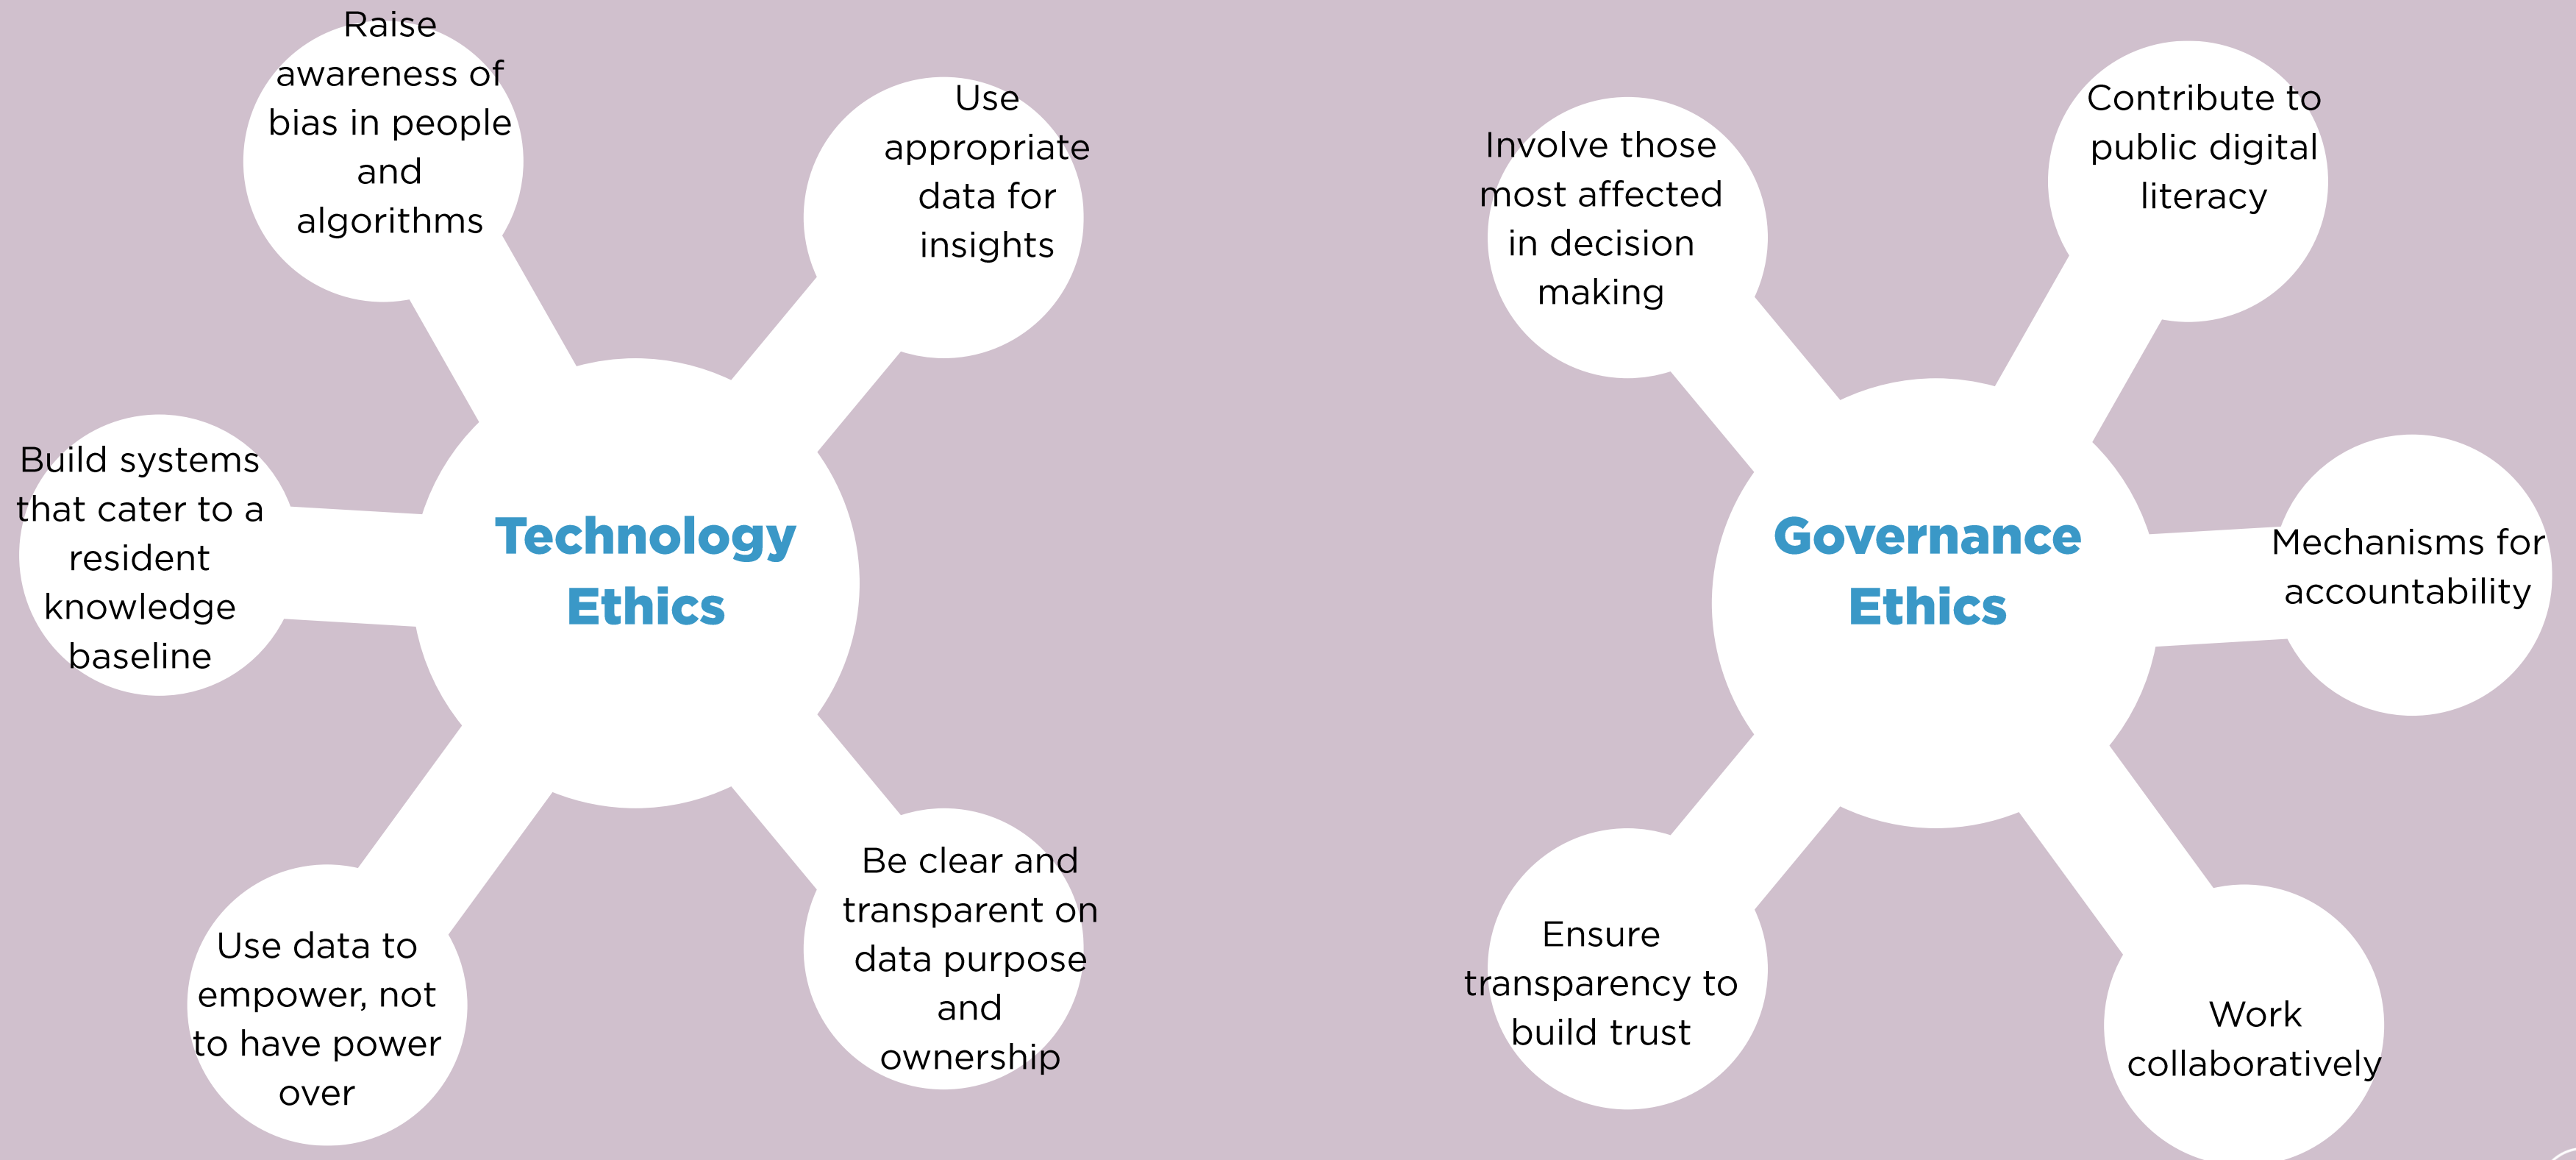 Raise
awareness of
bias in people
and
algorithms
Use
appropriate
data for
insights
Build systems
that cater to a
resident
knowledge
baseline
Technology
Ethics
Use data to
empower, not
to have power
over
Be clear and
transparent on
data purpose
and
ownership
Involve those
most affected
in decision
making
Contribute to
public digital
literacy
Governance
Ethics
Mechanisms for
accountability
Ensure
transparency to
build trust
Work
collaboratively